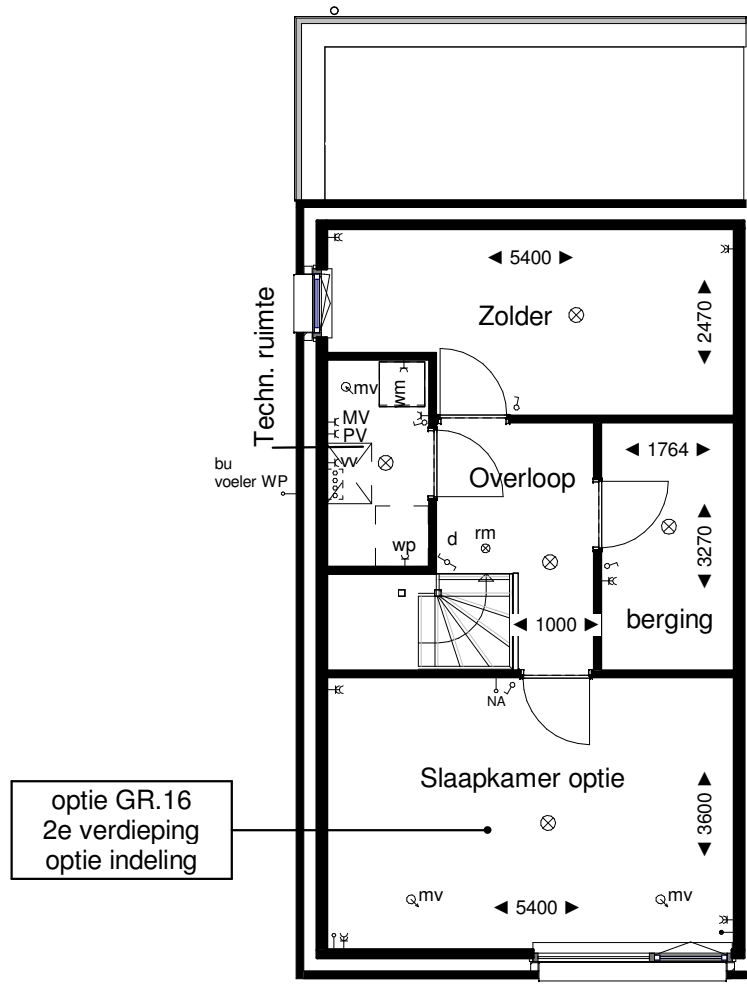 5400
Zolder
2470
Techn. ruimte
mv
wm
MV
PV
VV
bu
voeler WP
Overloop
1764
d
rm
wp
3270
1000
berging
NA
Slaapkamer optie
optie GR.16
2e verdieping
optie indeling
3600
mv
5400
mv